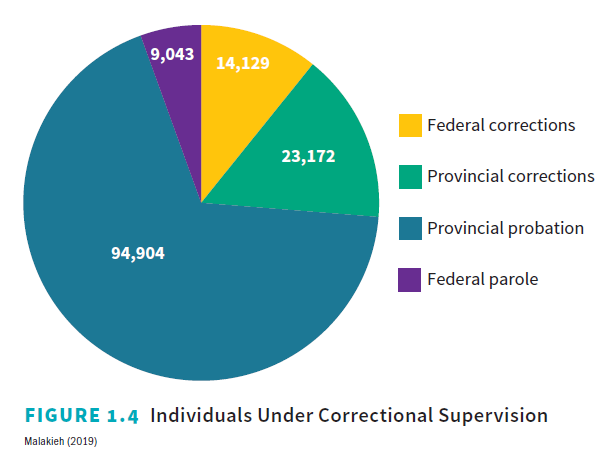 9,043
14,129
23,172
94,904
Federal corrections
Provincial corrections
Provincial probation
Federal parole
FIGURE 1.4 Individuals Under Correctional Supervision
Malakieh (2019)